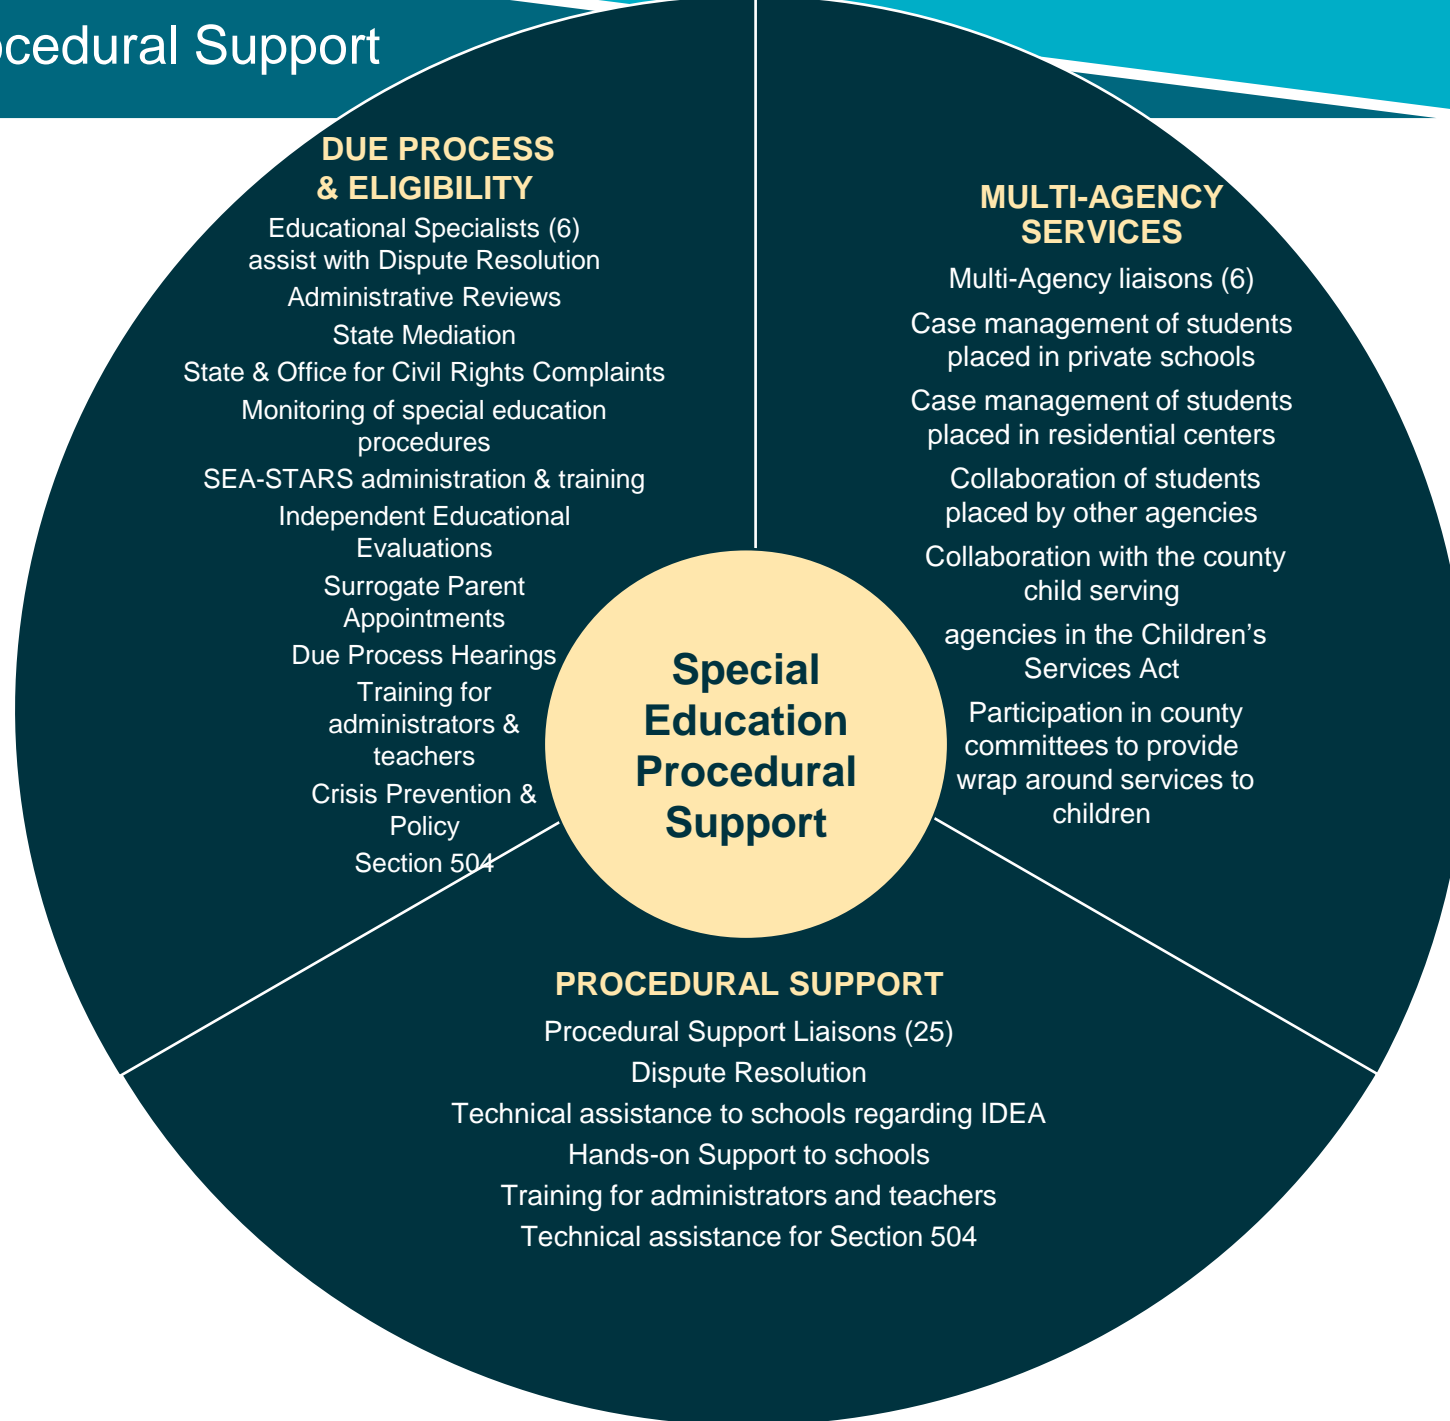 Support
DUE PROCESS
& ELIGIBILITY
Educational Specialists (6)
assist with Dispute Resolution
Administrative Reviews
State Mediation
State & Office for Civil Rights Complaints
Monitoring of special education
procedures
SEA-STARS administration & training
Independent Educational
Evaluations
Surrogate Parent
Appointments
Due Process Hearings
Training for
administrators &
teachers
Crisis Prevention &
Policy
Section 504
MULTI-AGENCY
SERVICES
Multi-Agency liaisons (6)
Case management of students
placed in private schools
Case management of students
placed in residential centers
Collaboration of students
placed by other agencies
Collaboration with the county
child serving
agencies in the Children’s
Services Act
Participation in county
committees to provide
wrap around services to
children
Special
Education
Procedural
Support
PROCEDURAL SUPPORT
Procedural Support Liaisons (25)
Dispute Resolution
Technical assistance to schools regarding IDEA
Hands-on Support to schools
Training for administrators and teachers
Technical assistance for Section 504